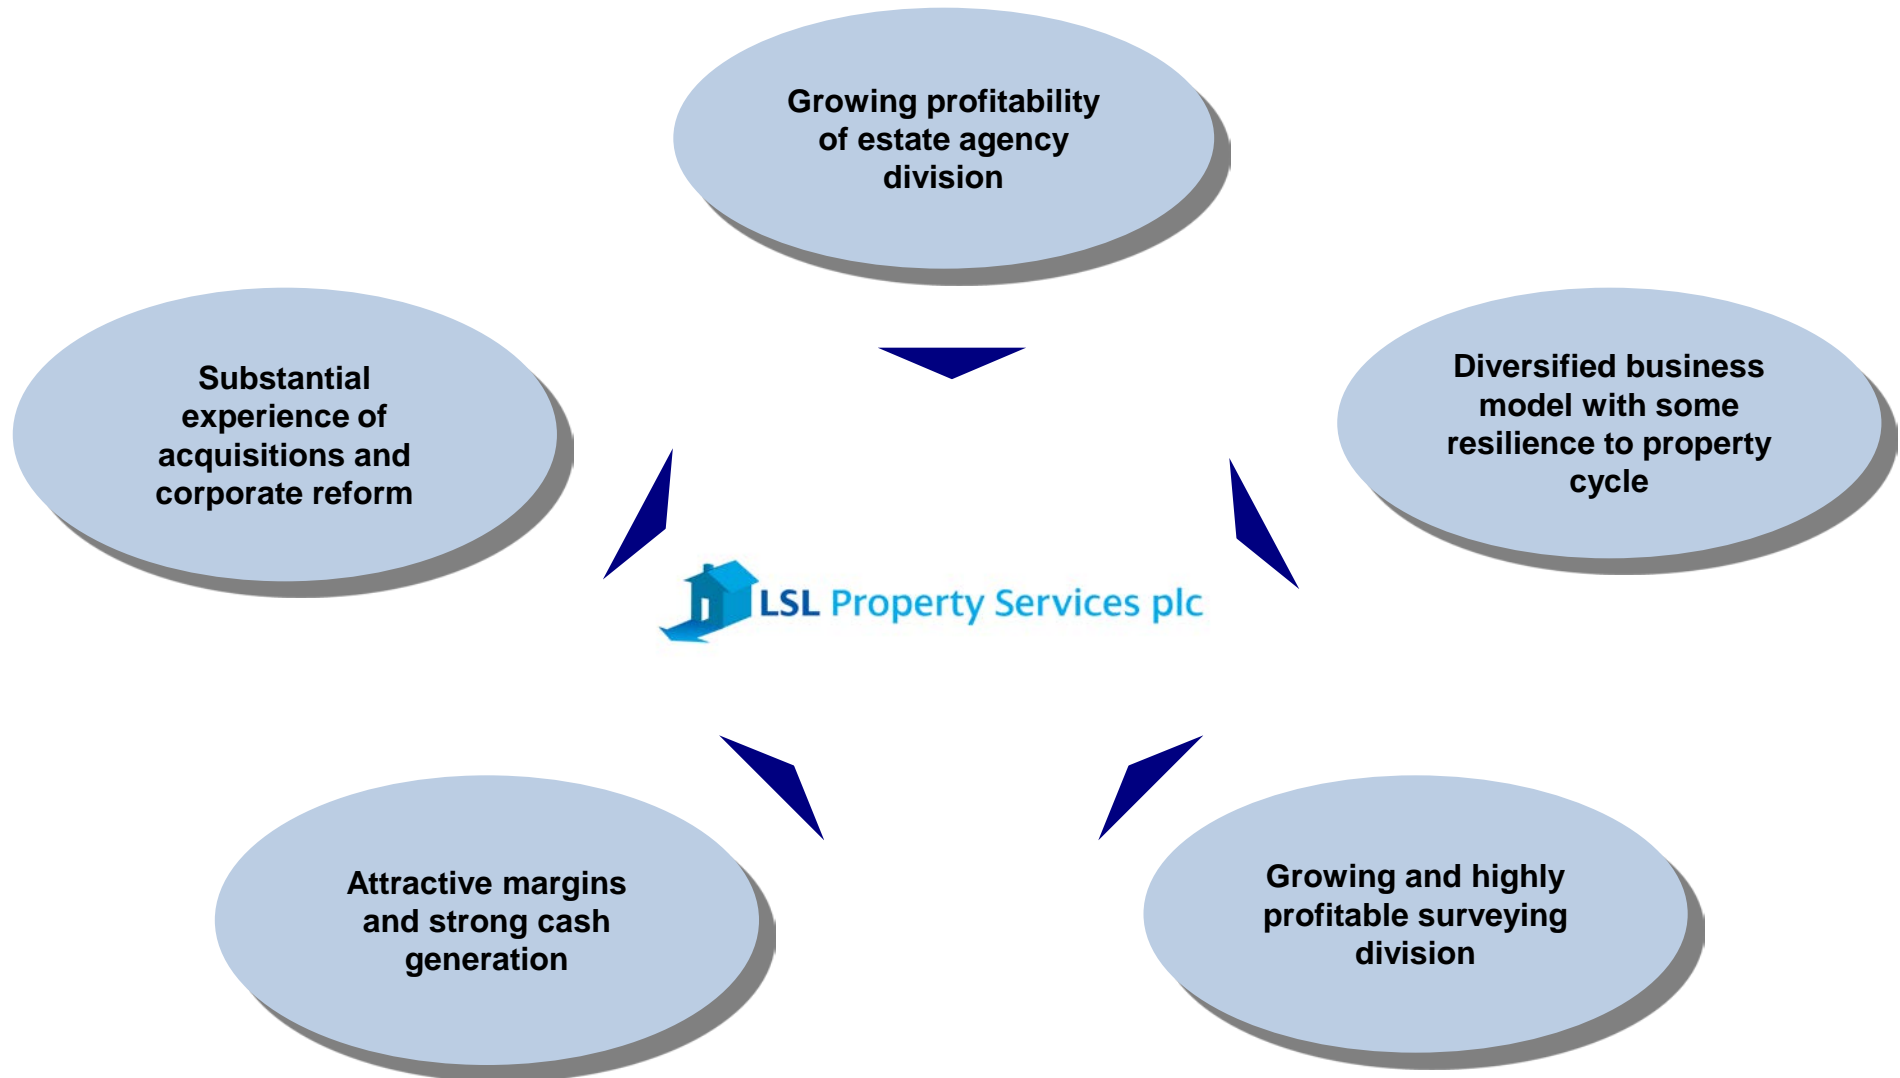 Growing profitability
of estate agency
division
Substantial
experience of
acquisitions and
corporate reform
Diversified business
model with some
resilience to property
cycle
LSL Property Services plc
Attractive margins
and strong cash
generation
Growing and highly
profitable surveying
division